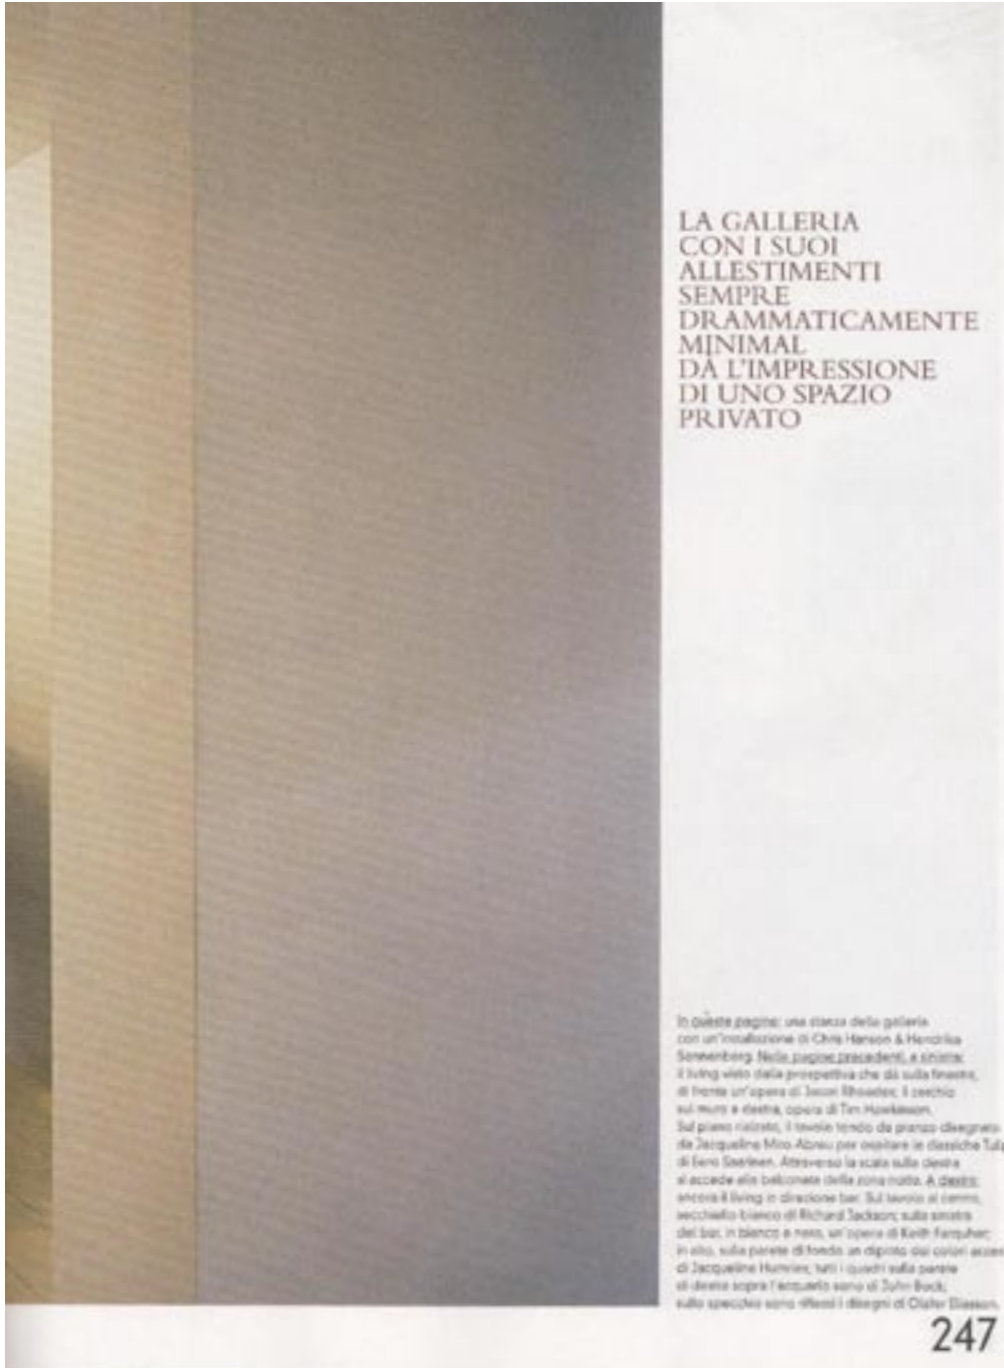 LA GALLERIA
CON I SUOI
ALLESTIMENTI
SEMPRE
DRAMMATICAMENTE
MINIMAL
DÀ L'IMPRESSIONE
DI UNO SPAZIO
PRIVATO
In queste pagine: una stanza della galleria
con un'installazione di Chris Hanson & Hendrika
Sonnenberg. Nelle pagine precedenti, a sinistra:
il living visto dalla prospettiva che dà sulla finestra,
di fronte un'opera di Jason Rhoades; il cerchio
sul muro a destra, opera di Tim Hawkinson.
Sul piano rialzato, il tavolo tondo da pranzo disegnato
da Jacqueline Miro Abreu per ospitare le classiche Tulip
di Eero Saarinen. Attraverso la scala sulla destra
si accede alla balconata della zona notte. A destra:
ancora il living in direzione bar. Sul tavolo al centro,
secchiello bianco di Richard Jackson; sulla sinistra
del bar, in bianco e nero, un'opera di Keith Farquhar;
in alto, sulla parete di fondo un dipinto dai colori
di Jacqueline Humries; tutti i quadri sulla parete
di destra sopra l'acquario sono di John Bock;
sullo specchio sono riflessi i disegni di Olafer Eliasson.
247